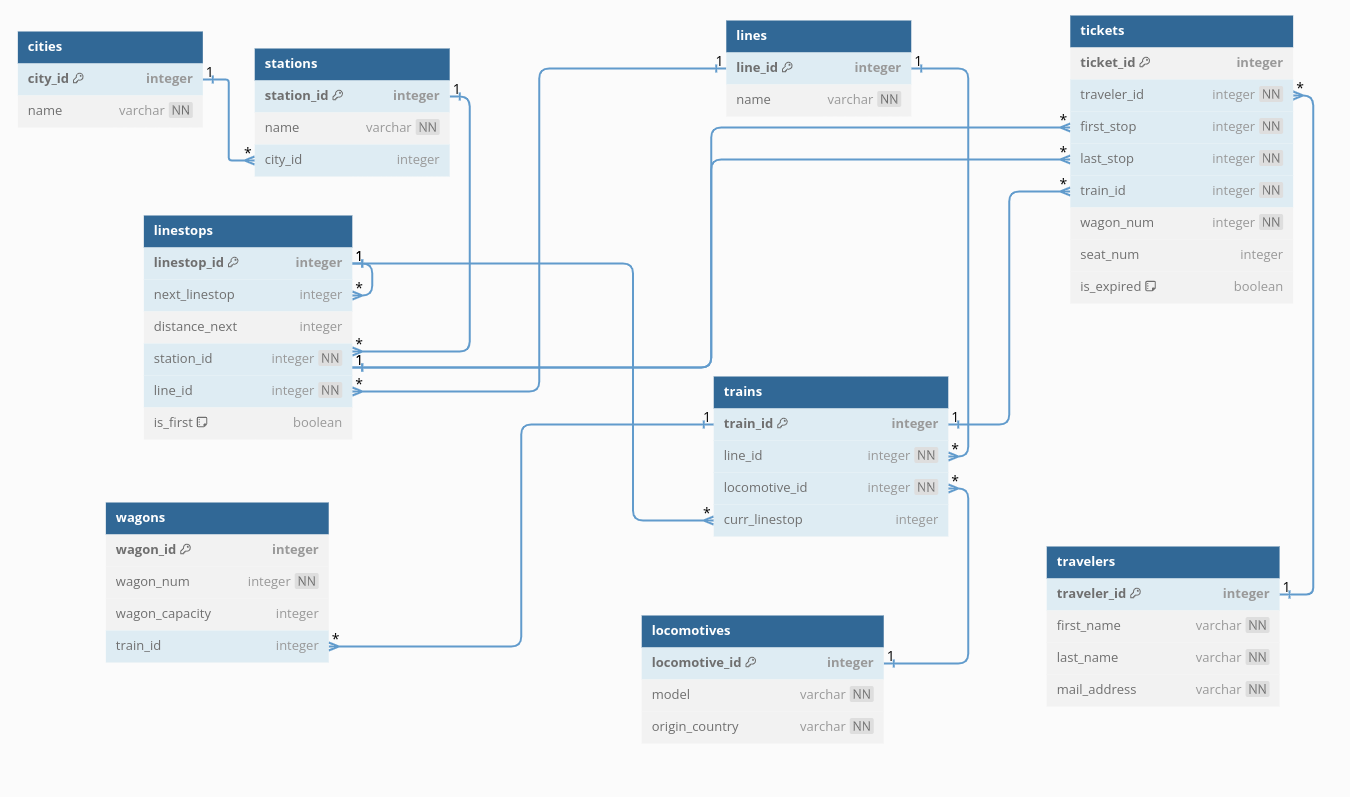 cities
city_id integer
name varchar NN
1
*
stations
station_id integer
name varchar NN
city_id integer
1
linestops
linestop_id integer
next_linestop integer
distance_next integer
station_id integer NN
line_id integer NN
is_first boolean
1
*
*
1
*
lines
line_id integer
name varchar NN
1
1
tickets
ticket_id integer
traveler_id integer NN
first_stop integer NN
last_stop integer NN
train_id integer NN
wagon_num integer NN
seat_num integer
is_expired boolean
*
*
*
*
trains
train_id integer
line_id integer NN
locomotive_id integer NN
curr_linestop integer
1
1
*
*
*
wagons
wagon_id integer
wagon_num integer NN
wagon_capacity integer
train_id integer
*
locomotives
locomotive_id integer
model varchar NN
origin_country varchar NN
1
travelers
traveler_id integer
first_name varchar NN
last_name varchar NN
mail_address varchar NN
1